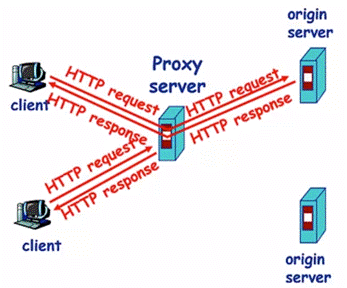 origin
server
Proxy
server
client
HTTP request
HTTP response
HTTP request
HTTP response
HTTP request
HTTP response
client
origin
server